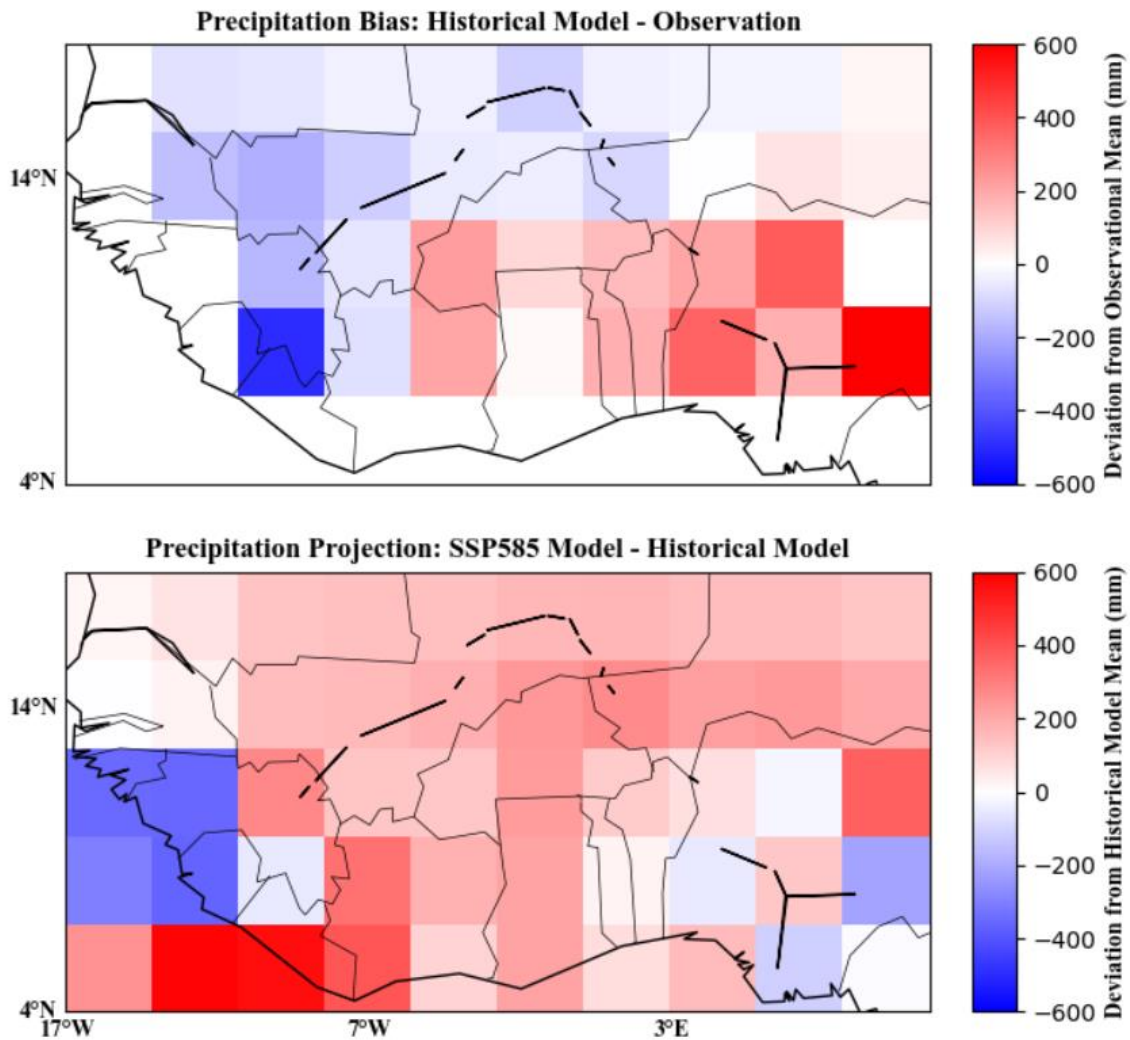 Precipitation Bias: Historical Model - Observation
600
400
200
0
−200
−400
−600
Deviation from Observational Mean (mm)
14°N
4°N
Precipitation Projection: SSP585 Model - Historical Model
600
400
200
0
−200
−400
−600
Deviation from Historical Model Mean (mm)
14°N
4°N
17°W
7°W
3°E